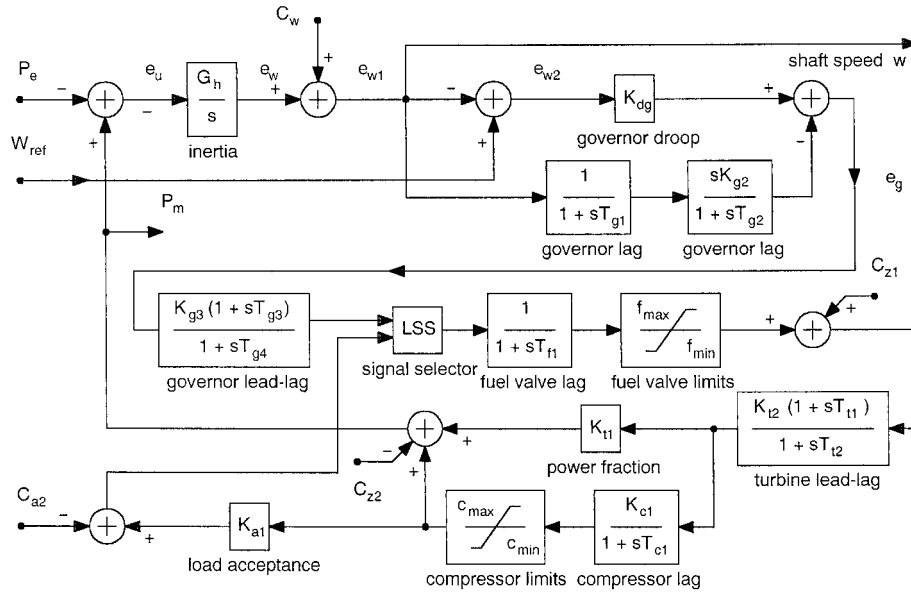 C_w
P_e
−
+
e_u
−
G_h
s
inertia
e_w
+
+
e_w1
shaft speed w
−
+
e_w2
K_dg
governor droop
+
−
W_ref
+
P_m
1
1 + sT_g1
governor lag
sK_g2
1 + sT_g2
governor lag
e_g
C_z1
K_g3 (1 + sT_g3)
1 + sT_g4
governor lead-lag
LSS
signal selector
1
1 + sT_f1
fuel valve lag
f_max
f_min
fuel valve limits
+
+
+
K_t1
power fraction
K_t2 (1 + sT_t1)
1 + sT_t2
turbine lead-lag
+
−
+
C_z2
C_a2
−
+
K_a1
load acceptance
c_max
c_min
compressor limits
K_c1
1 + sT_c1
compressor lag